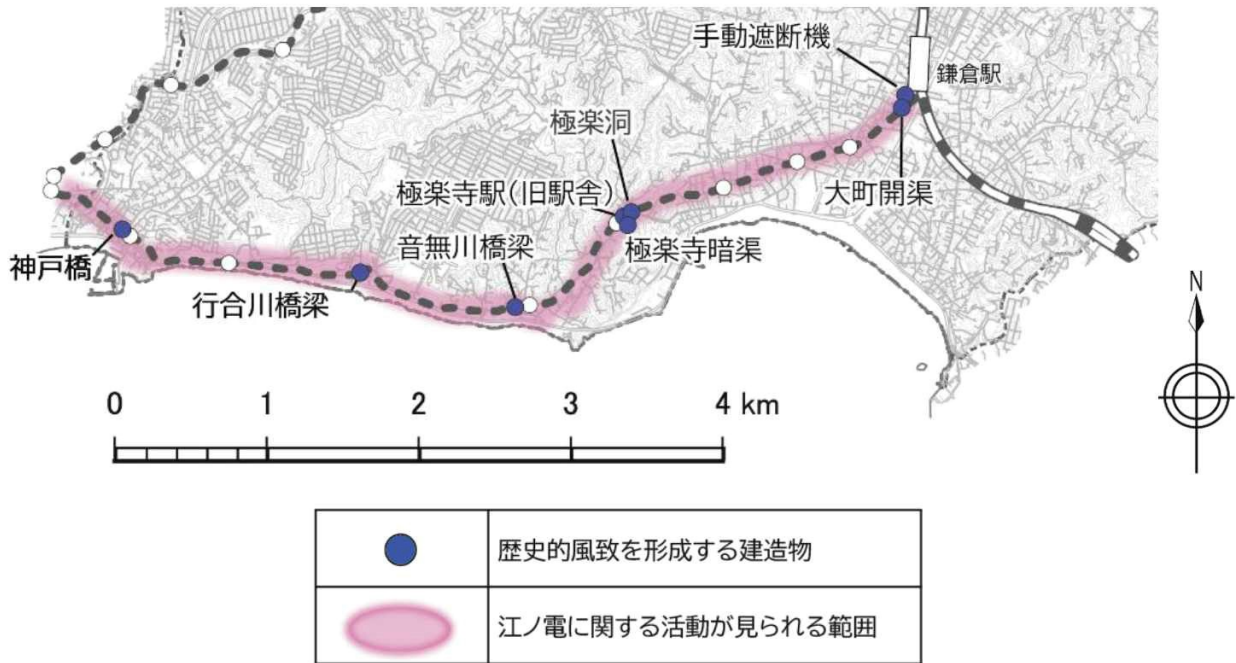 手動遮断機
鎌倉駅
極楽洞
極楽寺駅(旧駅舎)
大町開渠
音無川橋梁
極楽寺暗渠
神戸橋
行合川橋梁
N
0 1 2 3 4 km
歴史的風致を形成する建造物
江ノ電に関する活動が見られる範囲